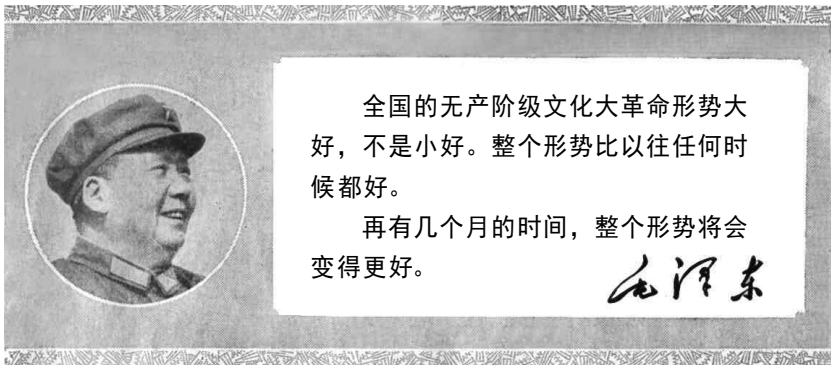 全国的无产阶级文化大革命形势大
好，不是小好。整个形势比以往任何时
候都好。
再有几个月的时间，整个形势将会
变得更好。
毛泽东